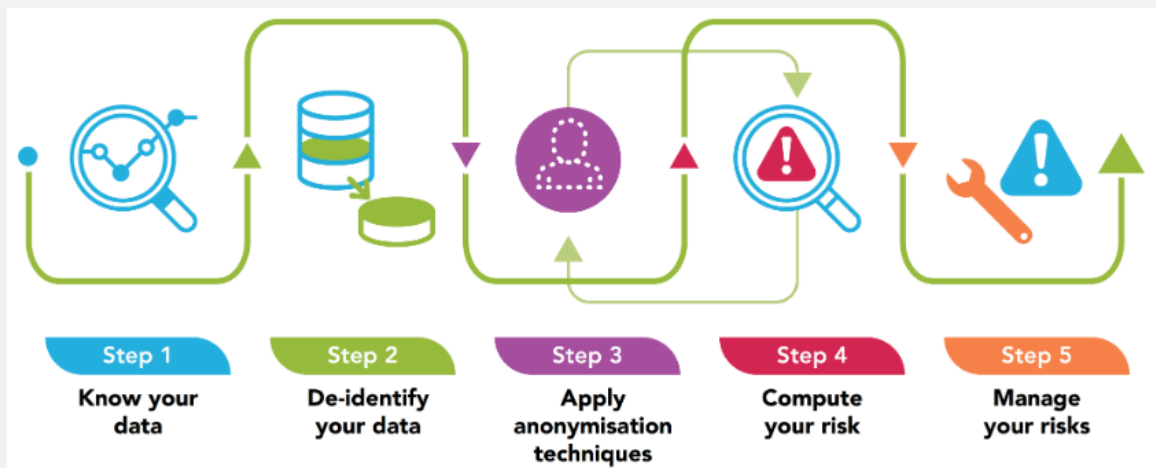 Step 1
Know your
data
Step 2
De-identify
your data
Step 3
Apply
anonymisation
techniques
Step 4
Compute
your risk
Step 5
Manage
your risks